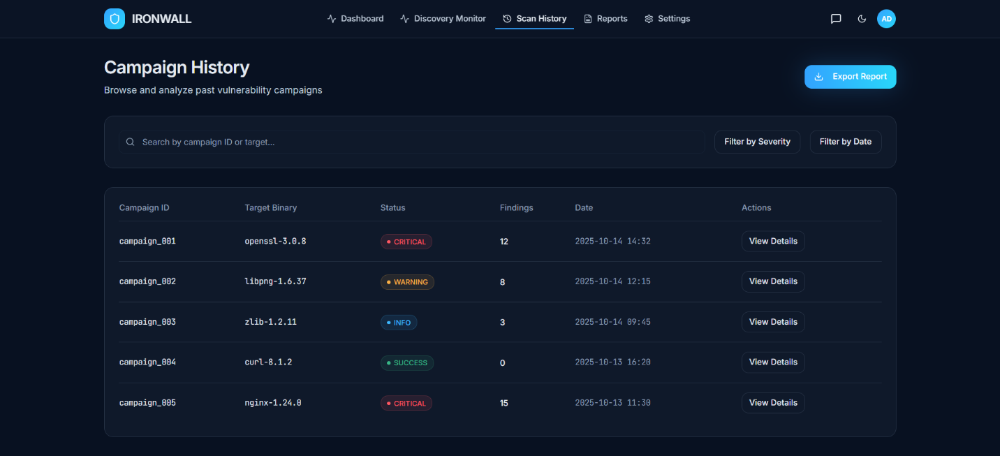 IRONWALL Dashboard Discovery Monitor Scan History Reports Settings AD
Campaign History
Browse and analyze past vulnerability campaigns
Export Report
Search by campaign ID or target... Filter by Severity Filter by Date
Campaign ID Target Binary Status Findings Date Actions
campaign_001 openssl-3.0.8 CRITICAL 12 2025-10-14 14:32 View Details
campaign_002 libpng-1.6.37 WARNING 8 2025-10-14 12:15 View Details
campaign_003 zlib-1.2.11 INFO 3 2025-10-14 09:45 View Details
campaign_004 curl-8.1.2 SUCCESS 0 2025-10-13 16:20 View Details
campaign_005 nginx-1.24.0 CRITICAL 15 2025-10-13 11:30 View Details